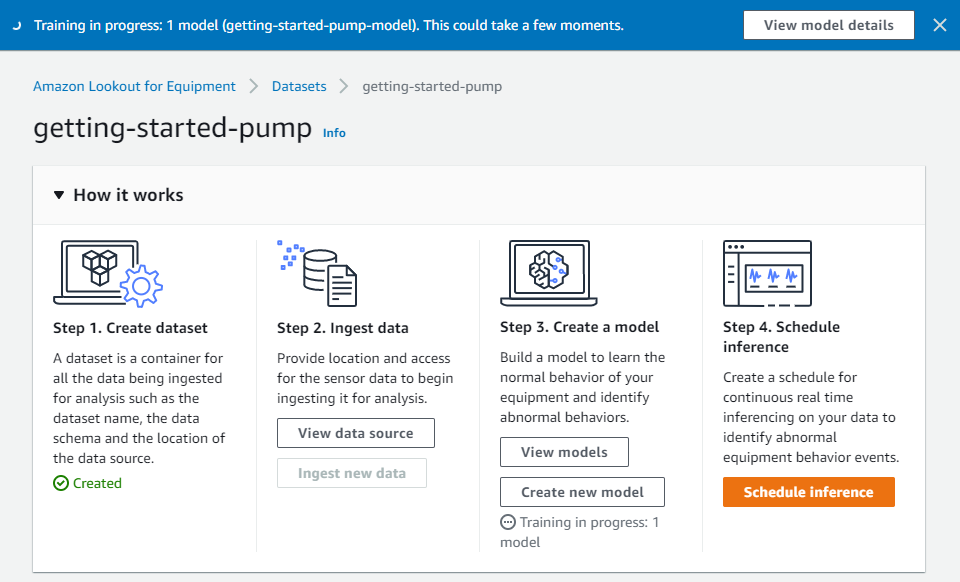 Training in progress: 1 model (getting-started-pump-model). This could take a few moments.
View model details
Amazon Lookout for Equipment
Datasets
getting-started-pump
getting-started-pump Info
How it works
Step 1. Create dataset
A dataset is a container for
all the data being ingested
for analysis such as the
dataset name, the data
schema and the location of
the data source.
Created
Step 2. Ingest data
Provide location and access
for the sensor data to begin
ingesting it for analysis.
View data source
Ingest new data
Step 3. Create a model
Build a model to learn the
normal behavior of your
equipment and identify
abnormal behaviors.
View models
Create new model
Training in progress: 1
model
Step 4. Schedule
inference
Create a schedule for
continuous real time
inferencing on your data to
identify abnormal
equipment behavior events.
Schedule inference